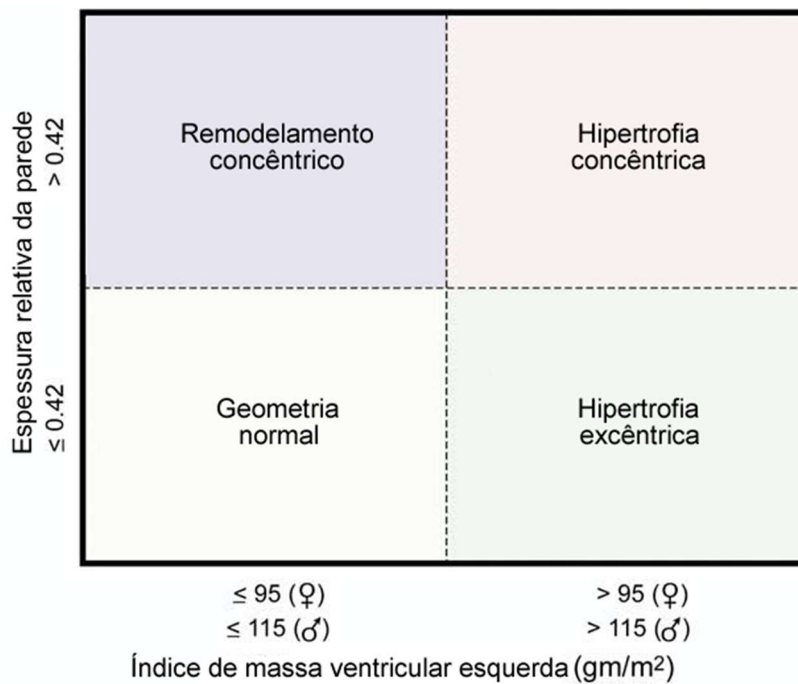 Espessura relativa da parede
> 0.42
≤ 0.42
Remodelamento
concêntrico
Hipertrofia
concêntrica
Geometria
normal
Hipertrofia
excêntrica
≤ 95 (♀)
≤ 115 (♂)
> 95 (♀)
> 115 (♂)
Índice de massa ventricular esquerda (gm/m²)